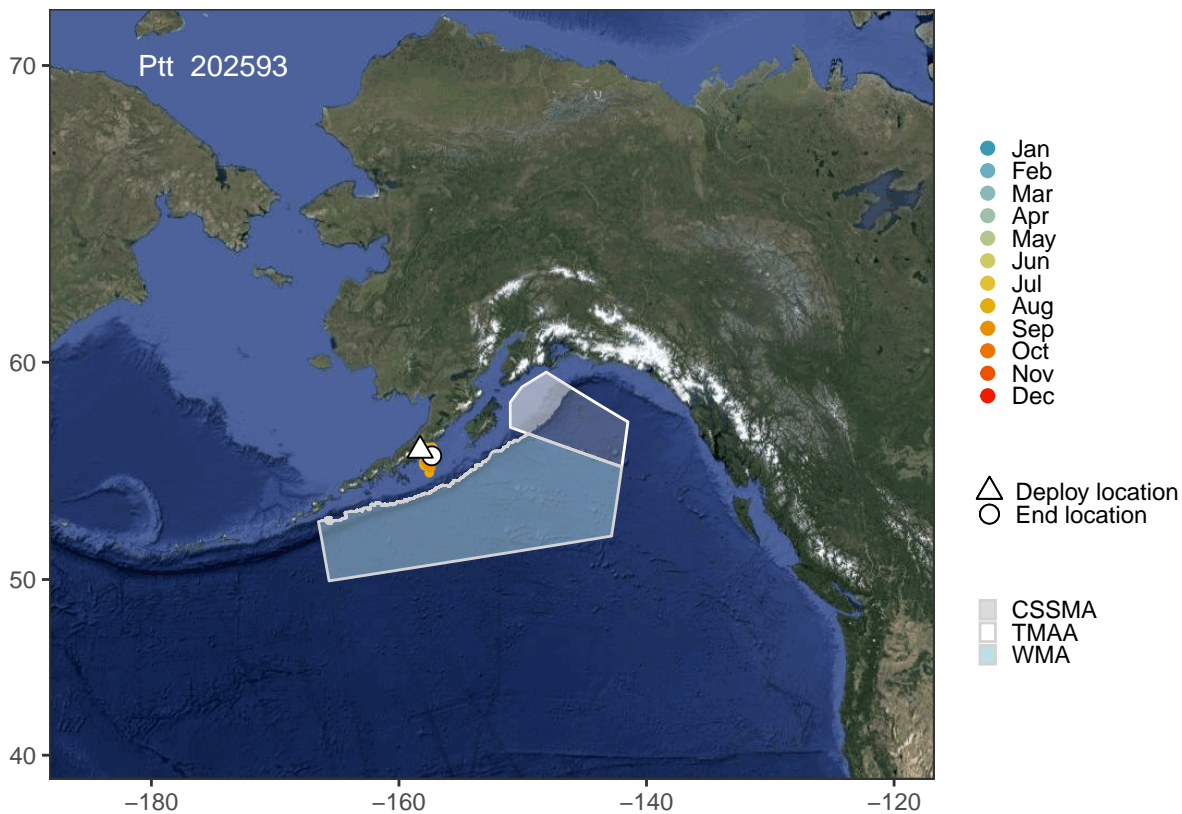 Ptt 202593
70
60
50
40
−180
−160
−140
−120
Jan
Feb
Mar
Apr
May
Jun
Jul
Aug
Sep
Oct
Nov
Dec
Deploy location
End location
CSSMA
TMAA
WMA